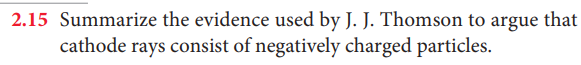 2.15 Summarize the evidence used by J. J. Thomson to argue that
cathode rays consist of negatively charged particles.